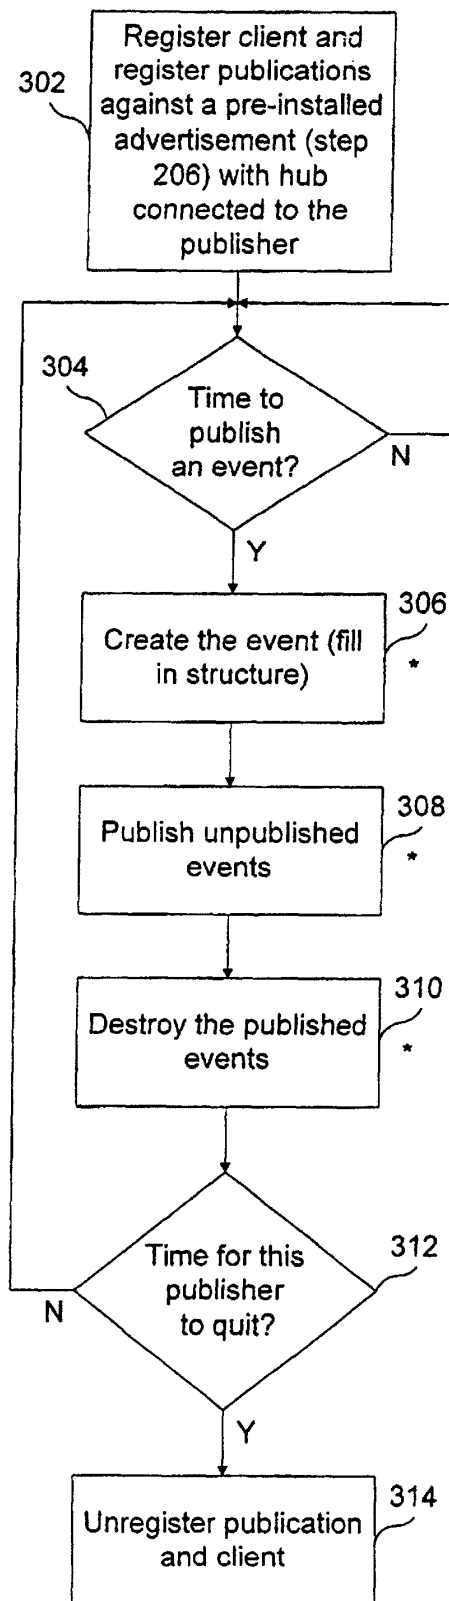 Register client and
register publications
302
against a pre-installed
advertisement (step
206) with hub
connected to the
publisher
304
Time to
publish
an event?
N
Y
306
Create the event (fill
in structure)
*
308
Publish unpublished
events
*
310
Destroy the published
events
*
312
Time for this
publisher
to quit?
N
Y
314
Unregister publication
and client